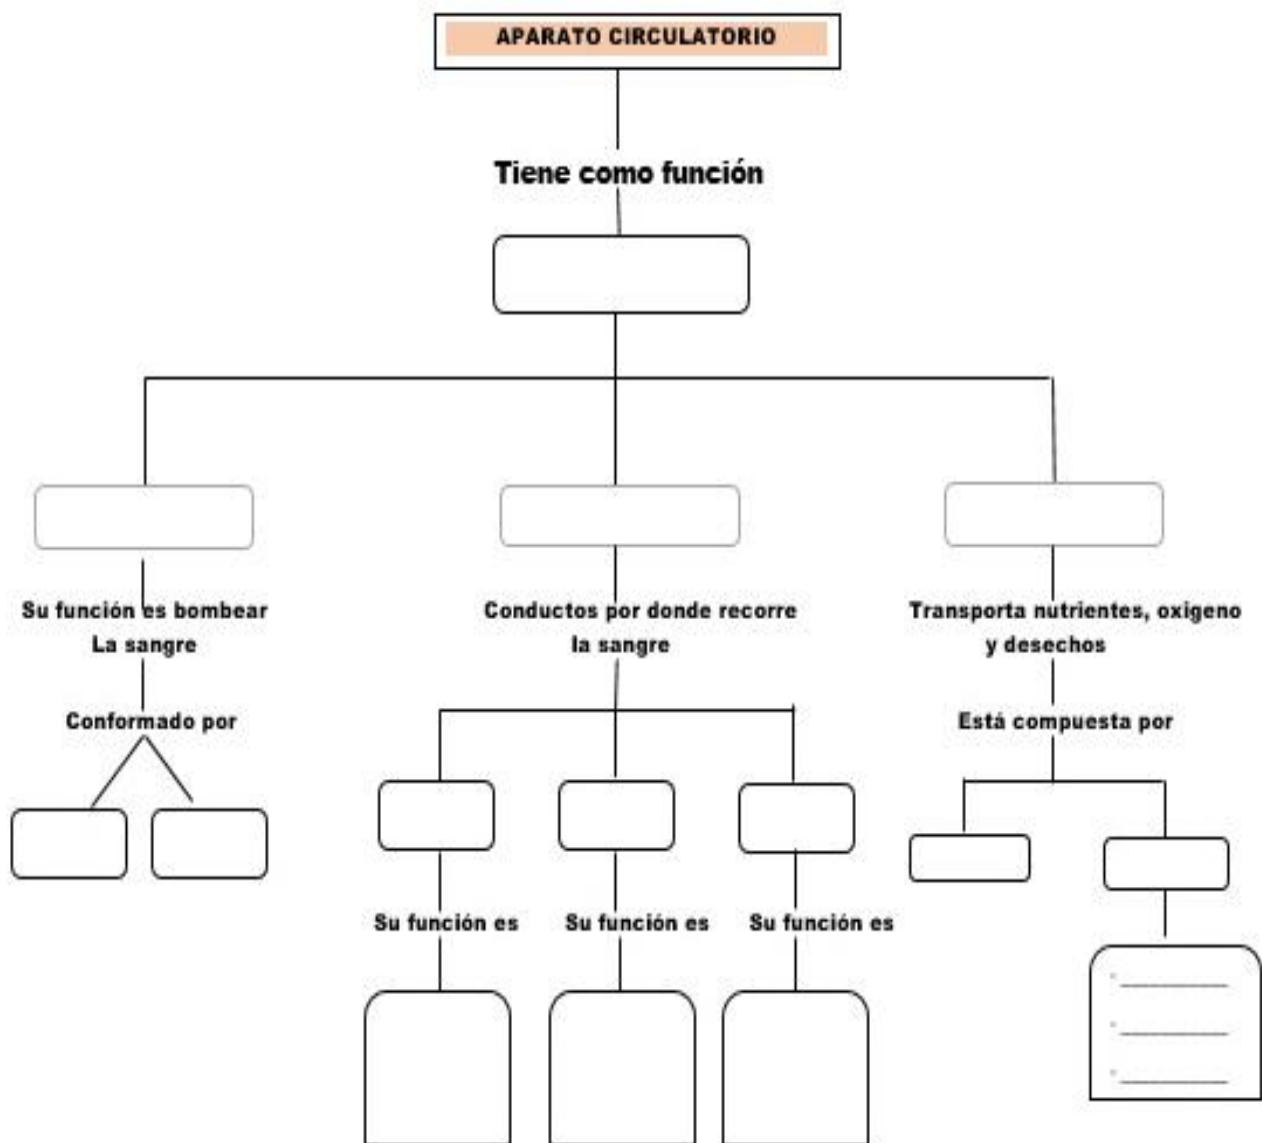 APARATO CIRCULATORIO
Tiene como función
Su función es bombear
La sangre
Conformado por
Conductos por donde recorre
la sangre
Su función es
Su función es
Su función es
Transporta nutrientes, oxigeno
y desechos
Está compuesta por